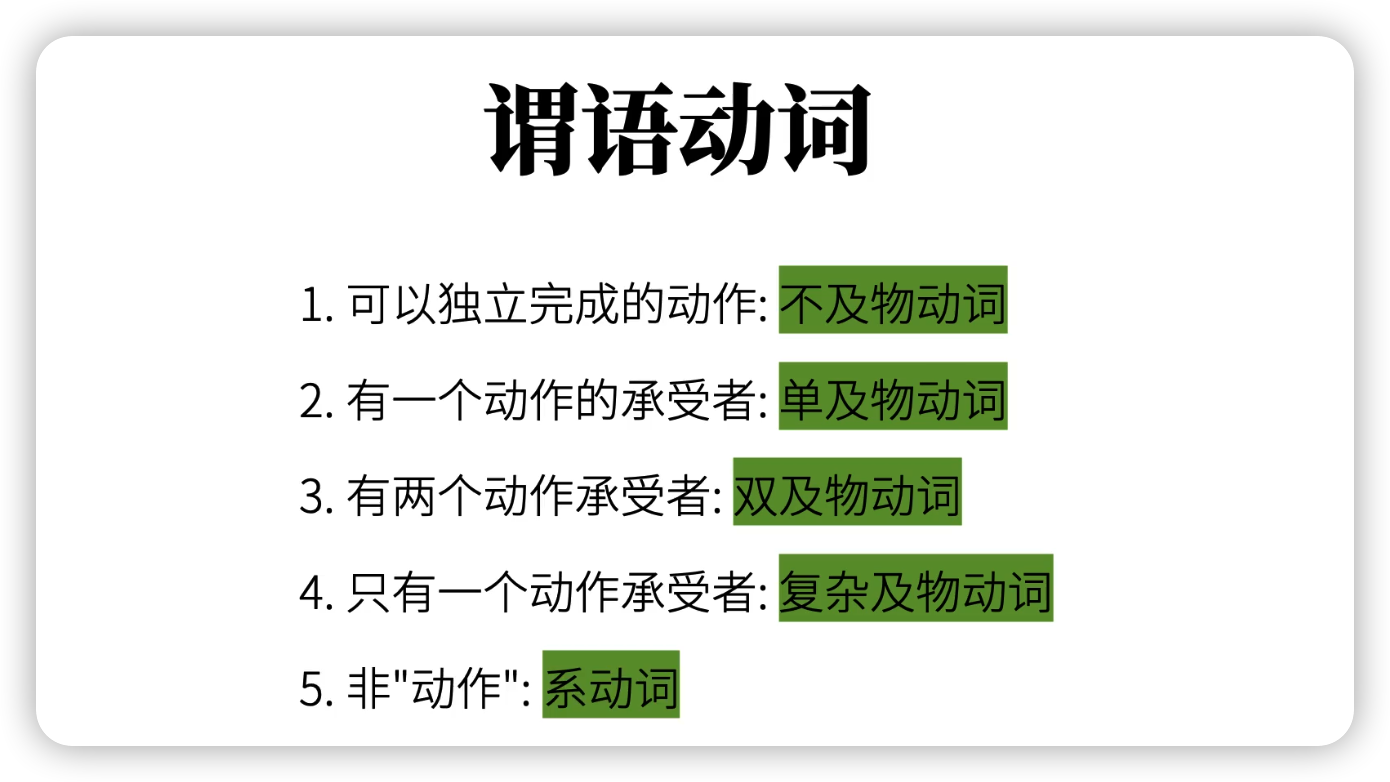 谓语动词
1. 可以独立完成的动作: 不及物动词
2. 有一个动作的承受者: 单及物动词
3. 有两个动作承受者: 双及物动词
4. 只有一个动作承受者: 复杂及物动词
5. 非"动作": 系动词